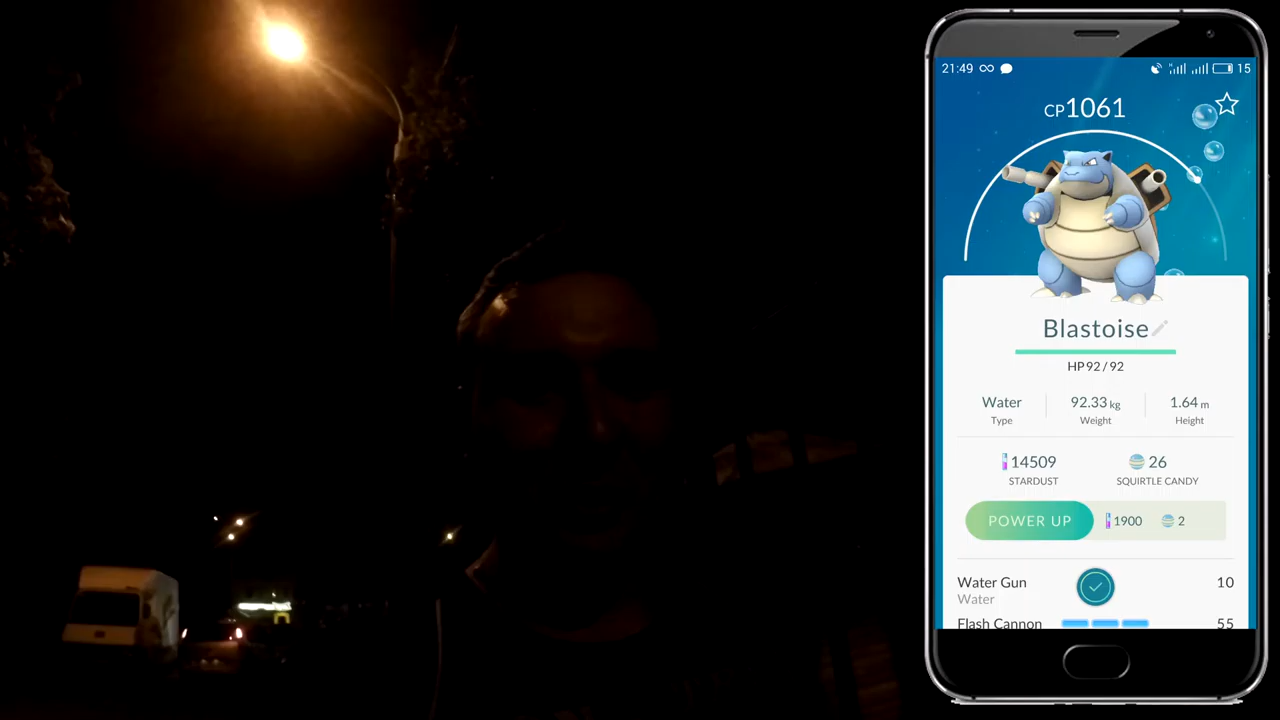 21:49 15
CP1061
Blastoise
HP 92 / 92
Water 92.33 kg 1.64 m
Type Weight Height
14509 26
STARDUST SQUIRTLE CANDY
POWER UP 1900 2
Water Gun 10
Water
Flash Cannon 55